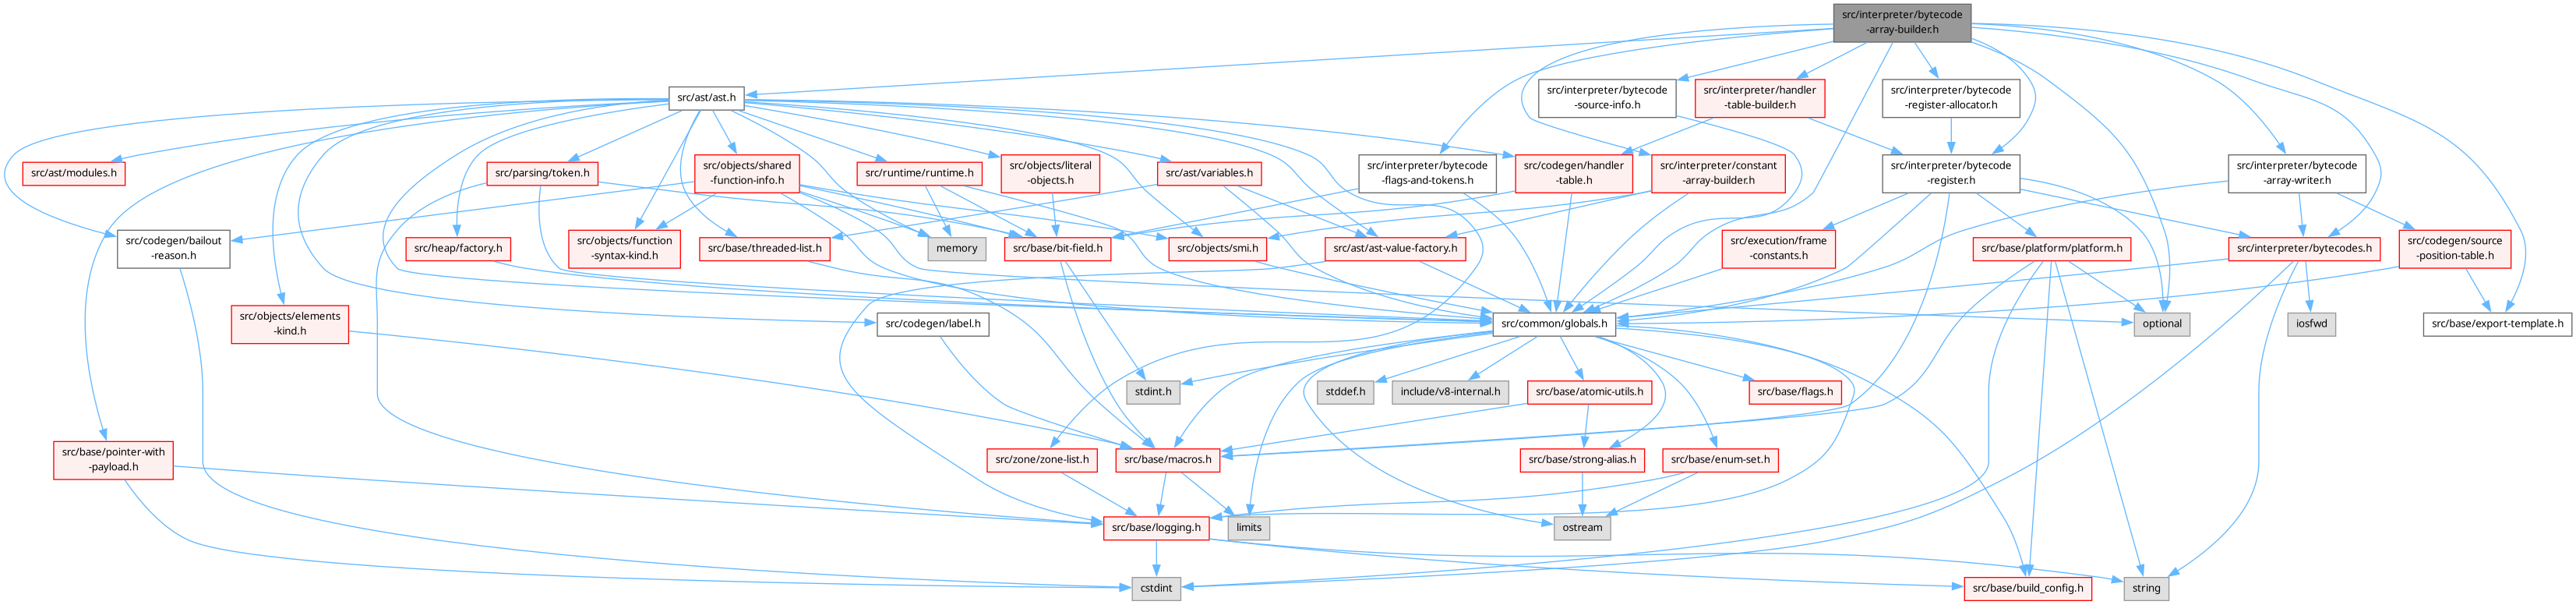 src/interpreter/bytecode
-array-builder.h
src/ast/ast.h
src/interpreter/bytecode
-source-info.h
src/interpreter/handler
-table-builder.h
src/interpreter/bytecode
-register-allocator.h
src/ast/modules.h
src/parsing/token.h
src/objects/shared
-function-info.h
src/runtime/runtime.h
src/objects/literal
-objects.h
src/ast/variables.h
src/interpreter/bytecode
-flags-and-tokens.h
src/codegen/handler
-table.h
src/interpreter/constant
-array-builder.h
src/interpreter/bytecode
-register.h
src/interpreter/bytecode
-array-writer.h
src/codegen/bailout
-reason.h
src/heap/factory.h
src/objects/function
-syntax-kind.h
src/base/threaded-list.h
memory
src/base/bit-field.h
src/objects/smi.h
src/ast/ast-value-factory.h
src/execution/frame
-constants.h
src/base/platform/platform.h
src/interpreter/bytecodes.h
src/codegen/source
-position-table.h
src/objects/elements
-kind.h
src/codegen/label.h
src/common/globals.h
optional
iosfwd
src/base/export-template.h
stdint.h
stddef.h
include/v8-internal.h
src/base/atomic-utils.h
src/base/flags.h
src/base/pointer-with
-payload.h
src/zone/zone-list.h
src/base/macros.h
src/base/strong-alias.h
src/base/enum-set.h
src/base/logging.h
limits
ostream
cstdint
src/base/build_config.h
string